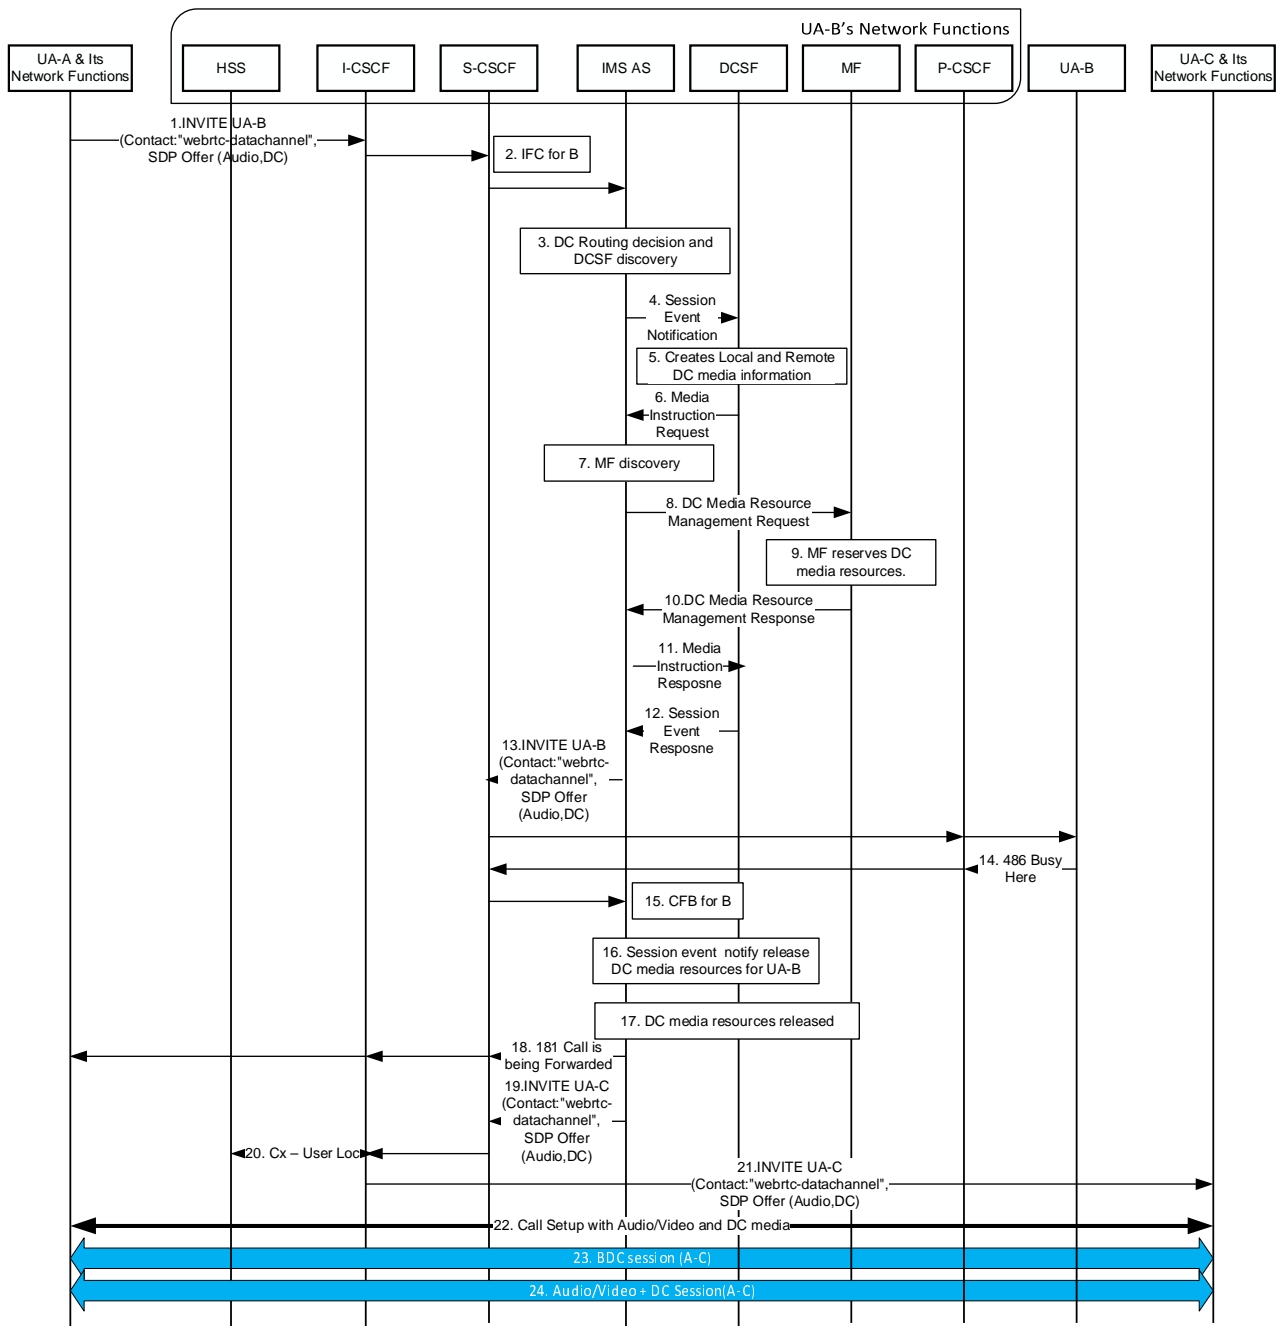 UA-B's Network Functions
UA-A & Its
Network Functions
HSS
I-CSCF
S-CSCF
IMS AS
DCSF
MF
P-CSCF
UA-B
UA-C & Its
Network Functions
1.INVITE UA-B
(Contact:"webrtc-datachannel",
SDP Offer (Audio,DC)
2. IFC for B
3. DC Routing decision and
DCSF discovery
4. Session
Event
Notification
5. Creates Local and Remote
DC media information
6. Media
Instruction
Request
7. MF discovery
8. DC Media Resource
Management Request
9. MF reserves DC
media resources.
10.DC Media Resource
Management Response
11. Media
Instruction
Resposne
12. Session
Event
Resposne
13.INVITE UA-B
(Contact:"webrtc-
datachannel",
SDP Offer
(Audio,DC)
14. 486 Busy
Here
15. CFB for B
16. Session event  notify release
DC media resources for UA-B
17. DC media resources released
18. 181 Call is
being Forwarded
19.INVITE UA-C
(Contact:"webrtc-
datachannel",
SDP Offer
(Audio,DC)
20. Cx – User Loc
21.INVITE UA-C
(Contact:"webrtc-datachannel",
SDP Offer (Audio,DC)
22. Call Setup with Audio/Video and DC media
23. BDC session (A-C)
24. Audio/Video + DC Session(A-C)